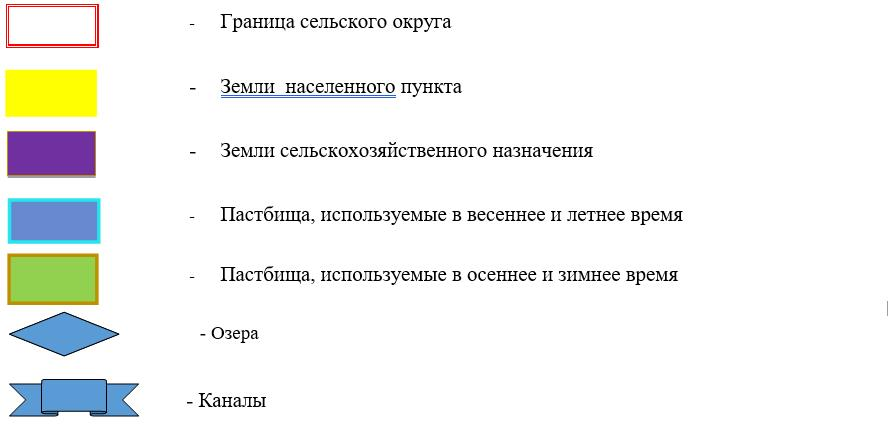 - Граница сельского округа
- Земли населенного пункта
- Земли сельскохозяйственного назначения
- Пастбища, используемые в весеннее и летнее время
- Пастбища, используемые в осеннее и зимнее время
- Озера
- Каналы